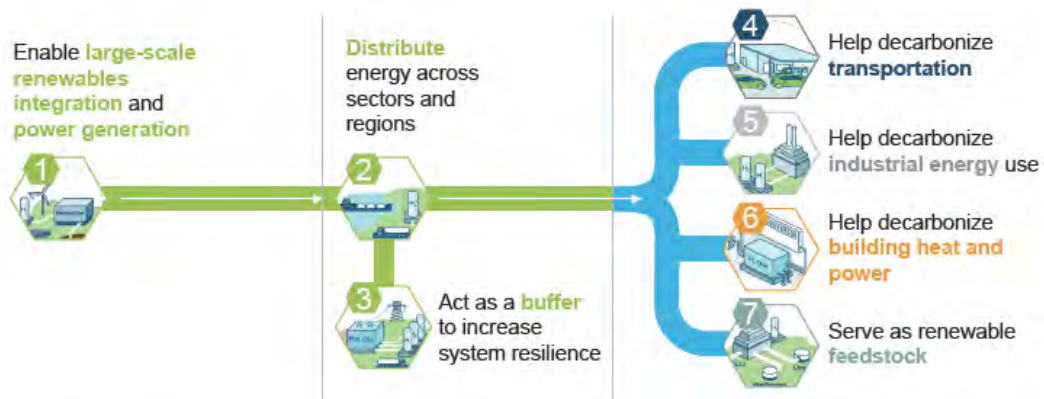 Enable large-scale
renewables
integration and
power generation
1
Distribute
energy across
sectors and
regions
2
3
Act as a buffer
to increase
system resilience
4
Help decarbonize
transportation
5
Help decarbonize
industrial energy use
6
Help decarbonize
building heat and
power
7
Serve as renewable
feedstock